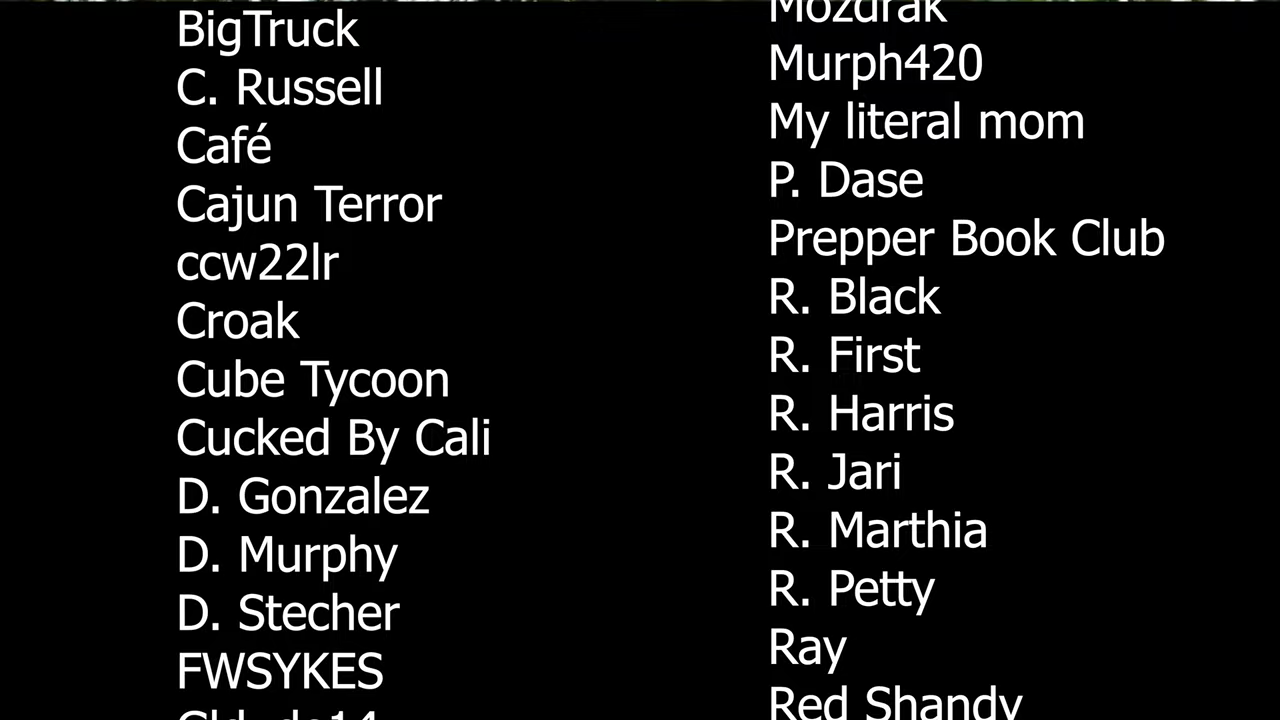 BigTruck
C. Russell
Café
Cajun Terror
ccw22lr
Croak
Cube Tycoon
Cucked By Cali
D. Gonzalez
D. Murphy
D. Stecher
FWSYKES
Mozdrak
Murph420
My literal mom
P. Dase
Prepper Book Club
R. Black
R. First
R. Harris
R. Jari
R. Marthia
R. Petty
Ray
Red Shandy